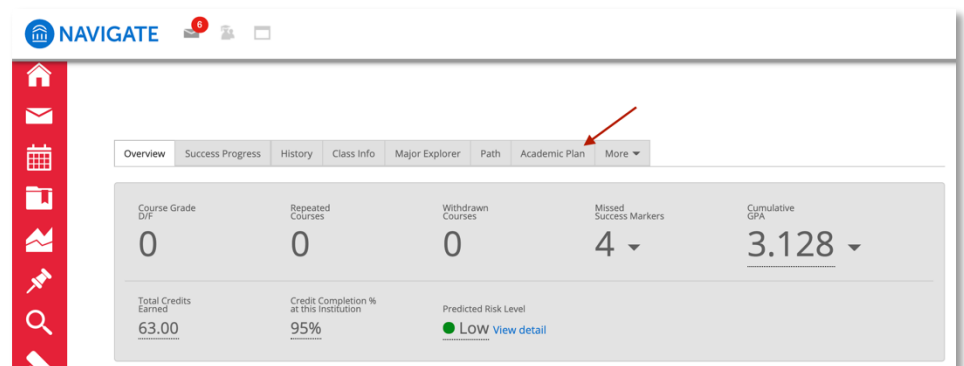 NAVIGATE 6
Overview Success Progress History Class Info Major Explorer Path Academic Plan More
Course Grade
D/F
0
Repeated
Courses
0
Withdrawn
Courses
0
Missed
Success Markers
4
Cumulative
GPA
3.128
Total Credits
Earned
63.00
Credit Completion %
at this Institution
95%
Predicted Risk Level
Low View detail